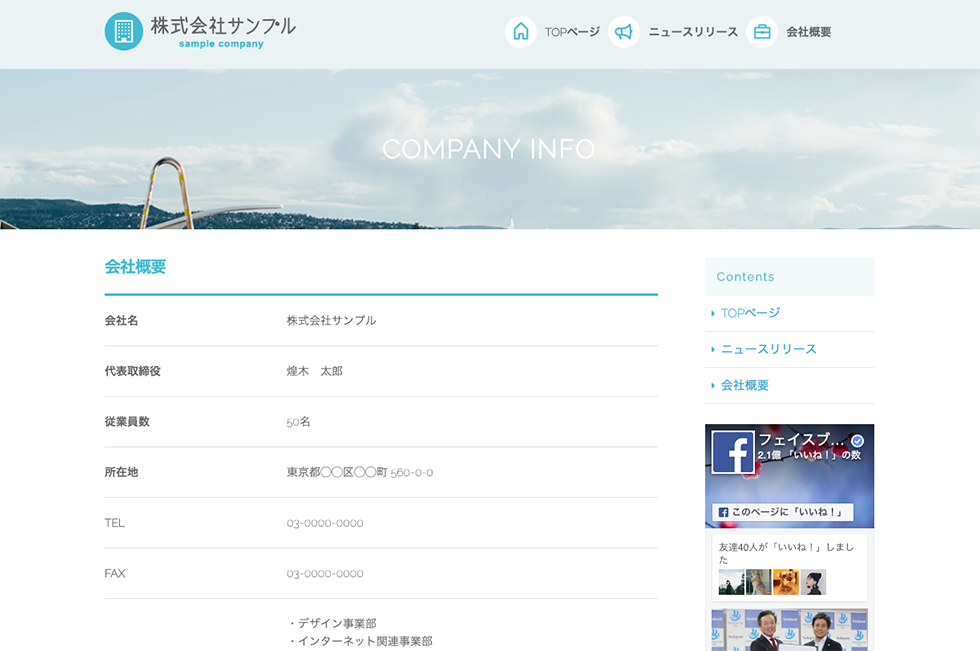 株式会社サンプル
sample company
TOPページ
ニュースリリース
会社概要
COMPANY INFO
会社概要
会社名 株式会社サンプル
代表取締役 煌木 太郎
従業員数 50名
所在地 東京都◯◯区◯◯町 560-0-0
TEL 03-0000-0000
FAX 03-0000-0000
・デザイン事業部
・インターネット関連事業部
Contents
TOPページ
ニュースリリース
会社概要
フェイスブ...
2.1億 「いいね！」の数
このページに「いいね！」
友達40人が「いいね！」しまし
た